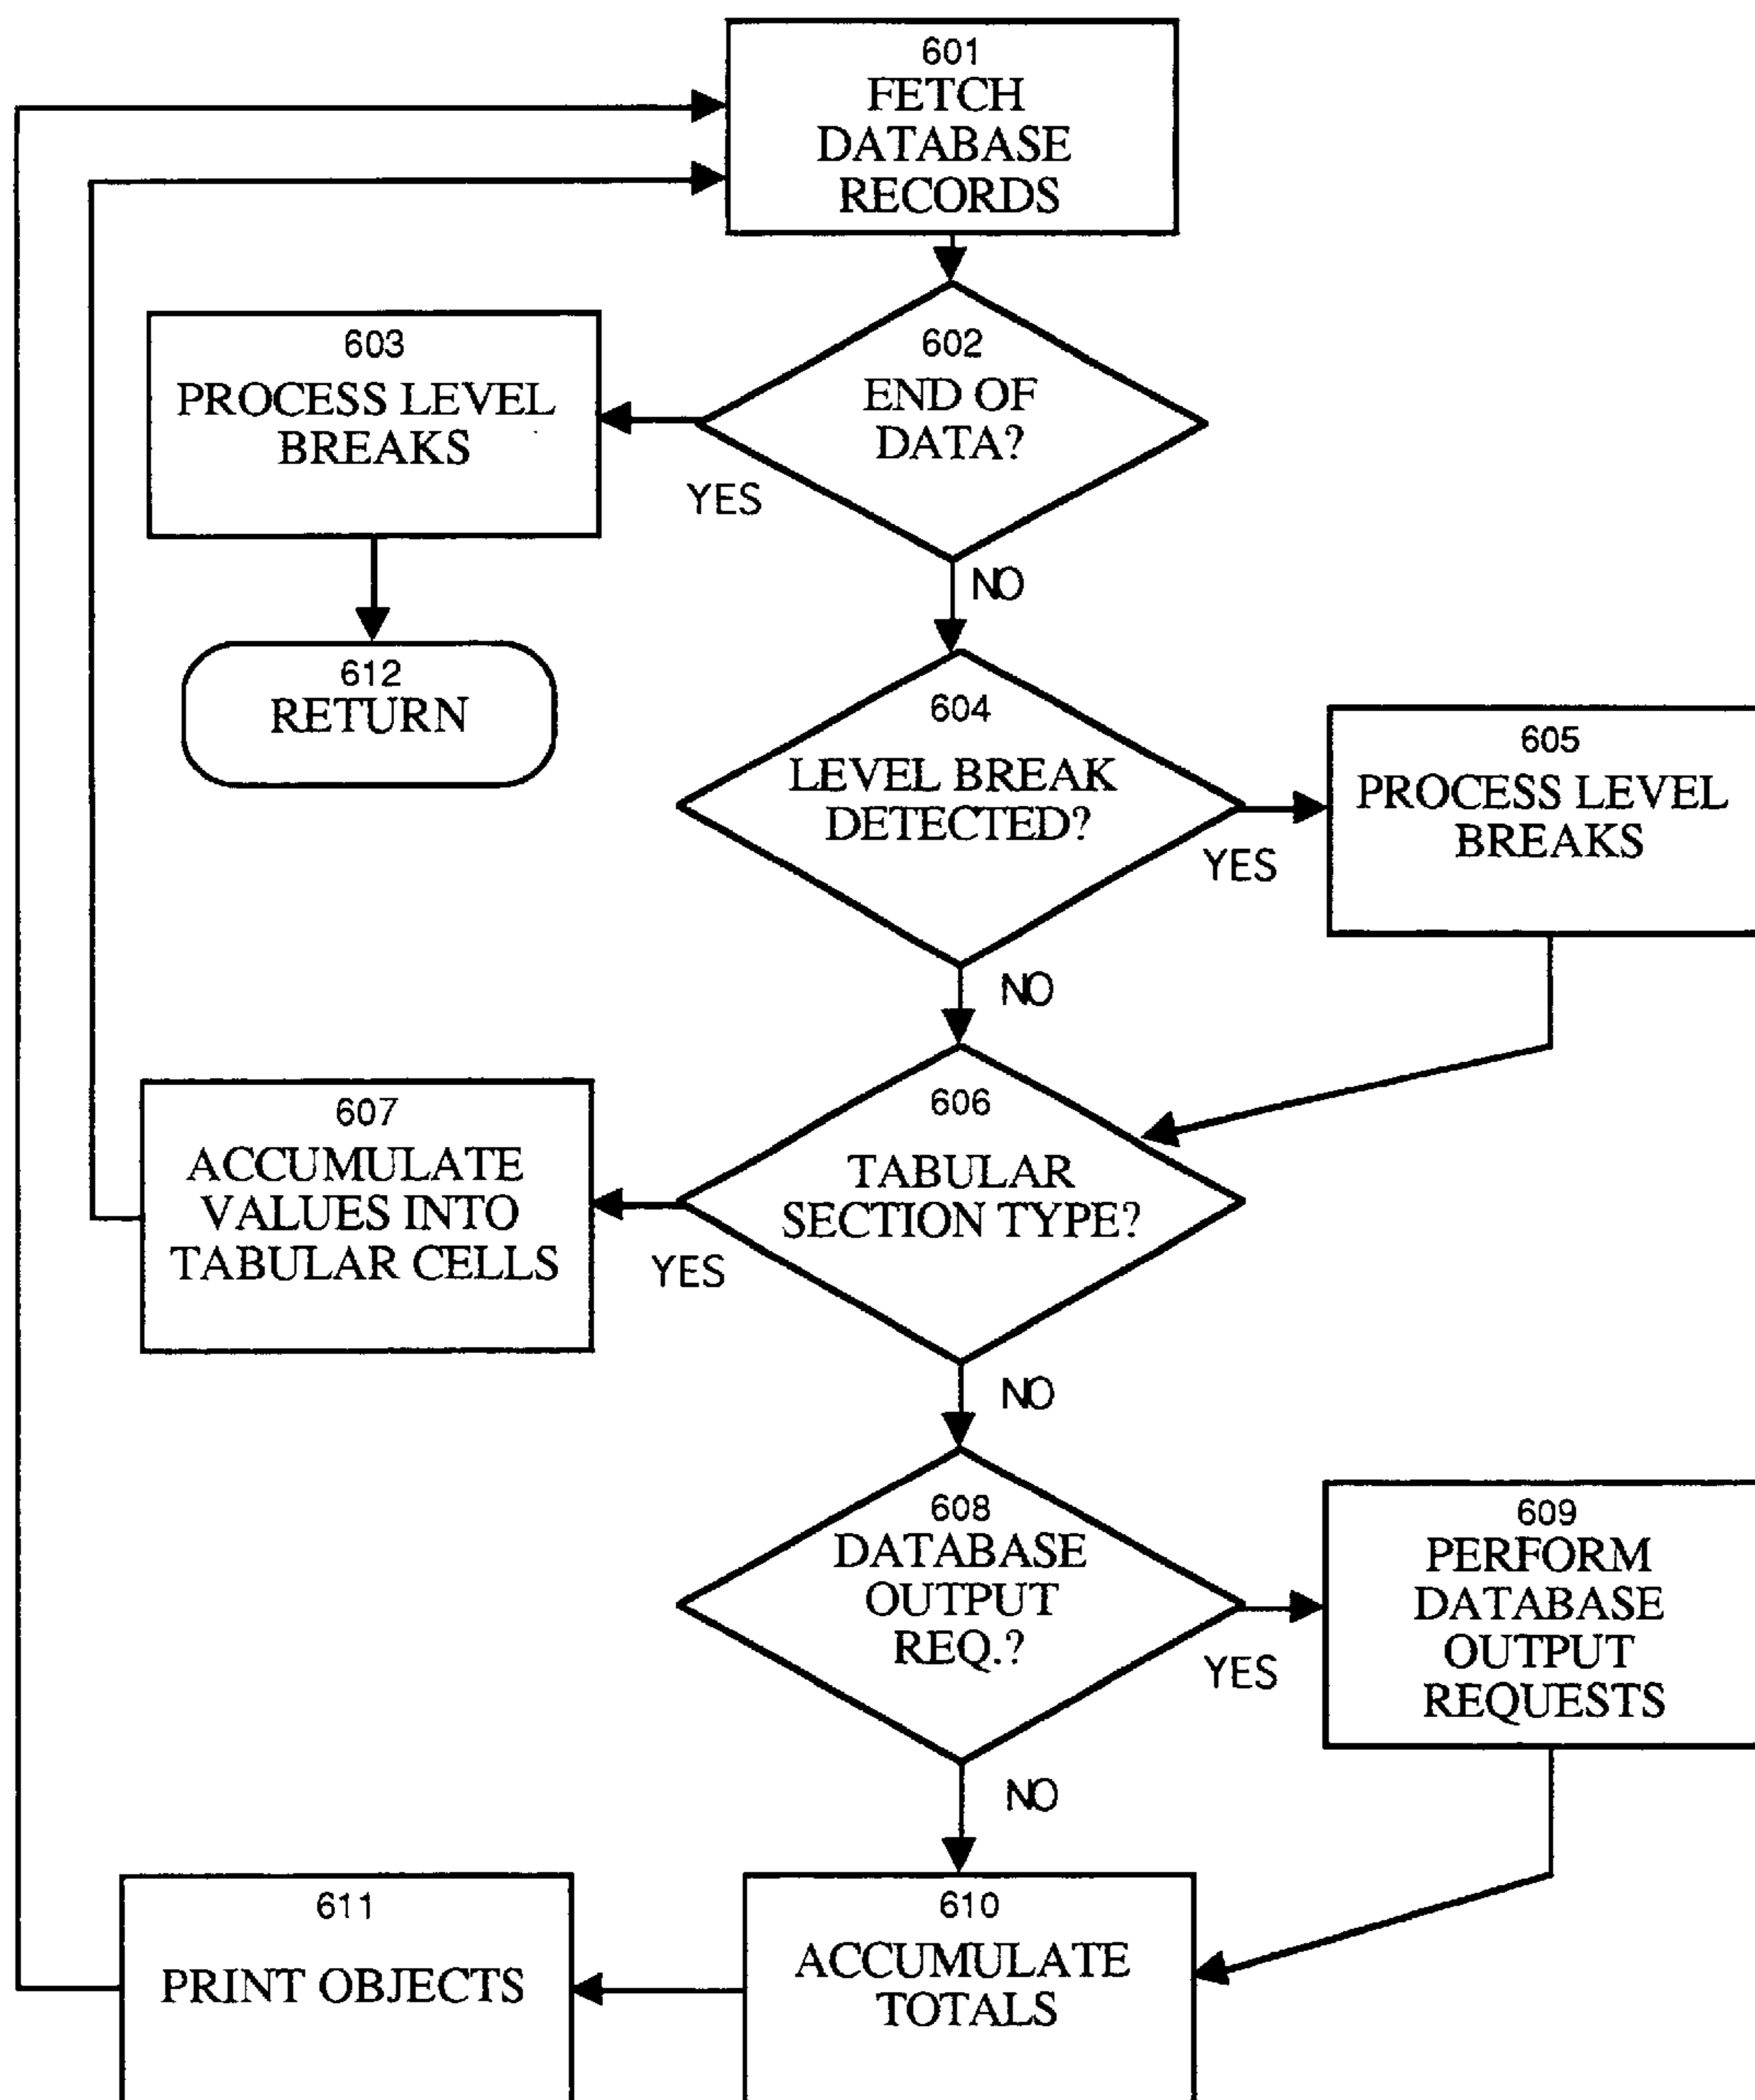 601
FETCH
DATABASE
RECORDS
602
END OF
DATA?
YES
NO
603
PROCESS LEVEL
BREAKS
612
RETURN
604
LEVEL BREAK
DETECTED?
YES
NO
605
PROCESS LEVEL
BREAKS
606
TABULAR
SECTION TYPE?
YES
NO
607
ACCUMULATE
VALUES INTO
TABULAR CELLS
608
DATABASE
OUTPUT
REQ.?
YES
NO
609
PERFORM
DATABASE
OUTPUT
REQUESTS
610
ACCUMULATE
TOTALS
611
PRINT OBJECTS